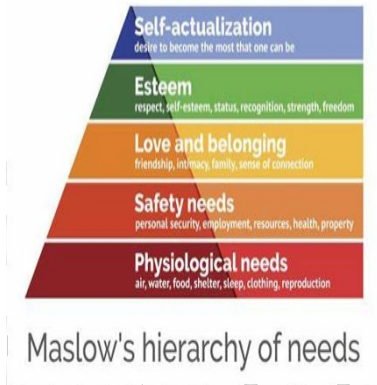 Self-actualization
desire to become the most that one can be
Esteem
respect, self-esteem, status, recognition, strength, freedom
Love and belonging
friendship, intimacy, family, sense of connection
Safety needs
personal security, employment, resources, health, property
Physiological needs
air, water, food, shelter, sleep, clothing, reproduction
Maslow's hierarchy of needs